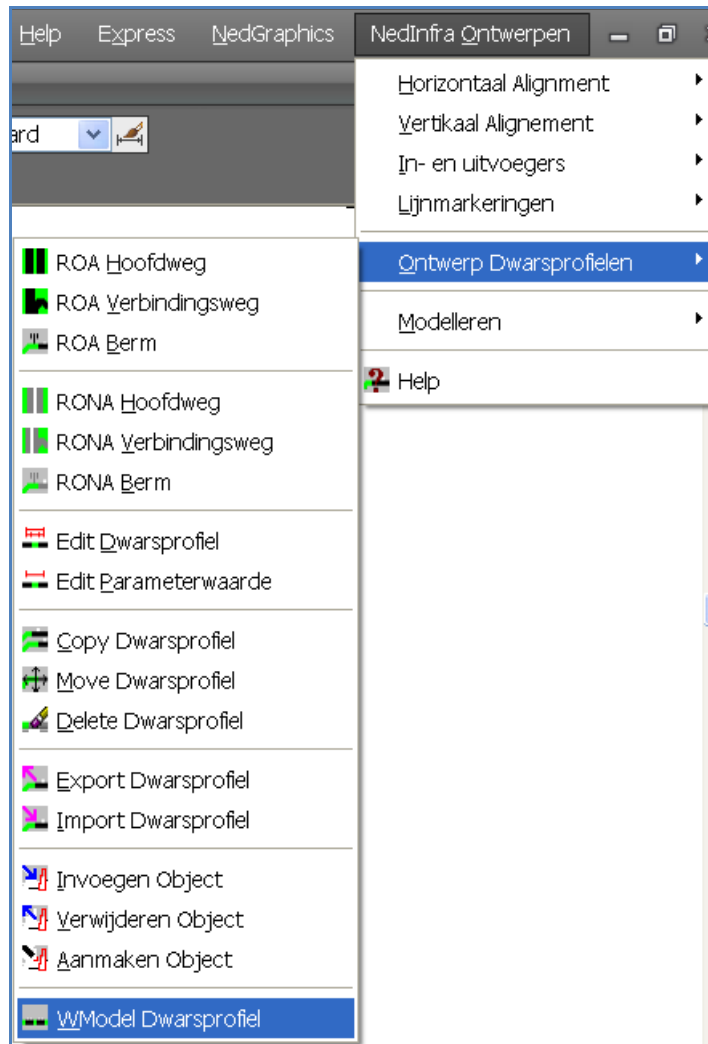 Help Express NedGraphics NedInfra Ontwerpen
ard
Horizontaal Alignment
Vertikaal Alignement
In- en uitvoegers
Lijnmarkeringen
Ontwerp Dwarsprofielen
Modelleren
Help
ROA Hoofdweg
ROA Verbindingsweg
ROA Berm
RONA Hoofdweg
RONA Verbindingsweg
RONA Berm
Edit Dwarsprofiel
Edit Parameterwaarde
Copy Dwarsprofiel
Move Dwarsprofiel
Delete Dwarsprofiel
Export Dwarsprofiel
Import Dwarsprofiel
Invoegen Object
Verwijderen Object
Aanmaken Object
WModel Dwarsprofiel